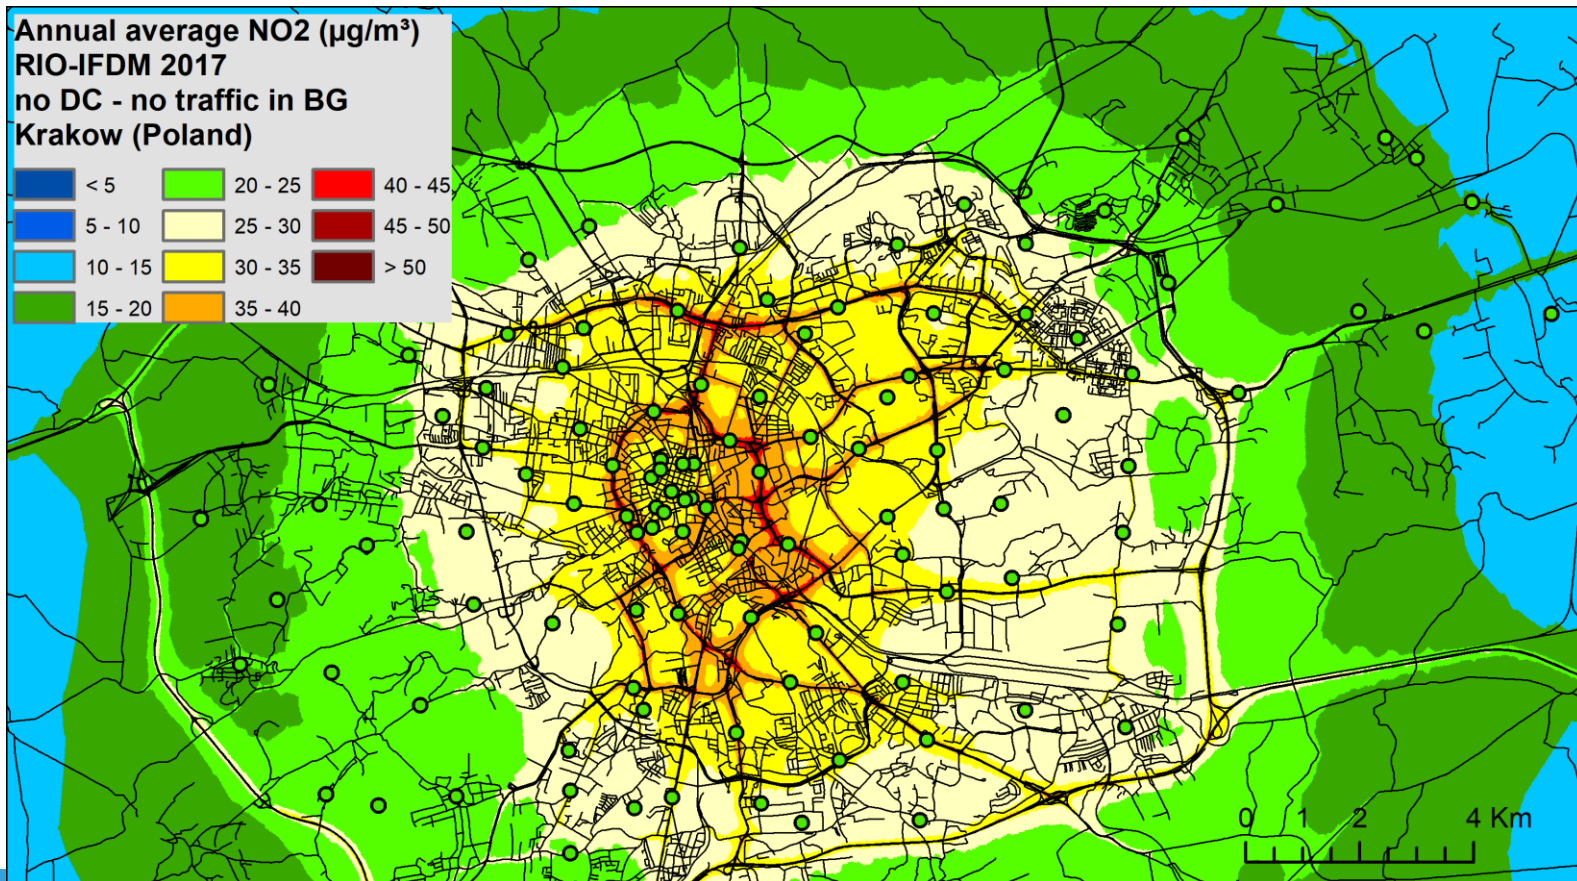 Annual average NO2 (µg/m³)
RIO-IFDM 2017
no DC - no traffic in BG
Krakow (Poland)
< 5 20 - 25 40 - 45
5 - 10 25 - 30 45 - 50
10 - 15 30 - 35 > 50
15 - 20 35 - 40
0 1 2 4 Km